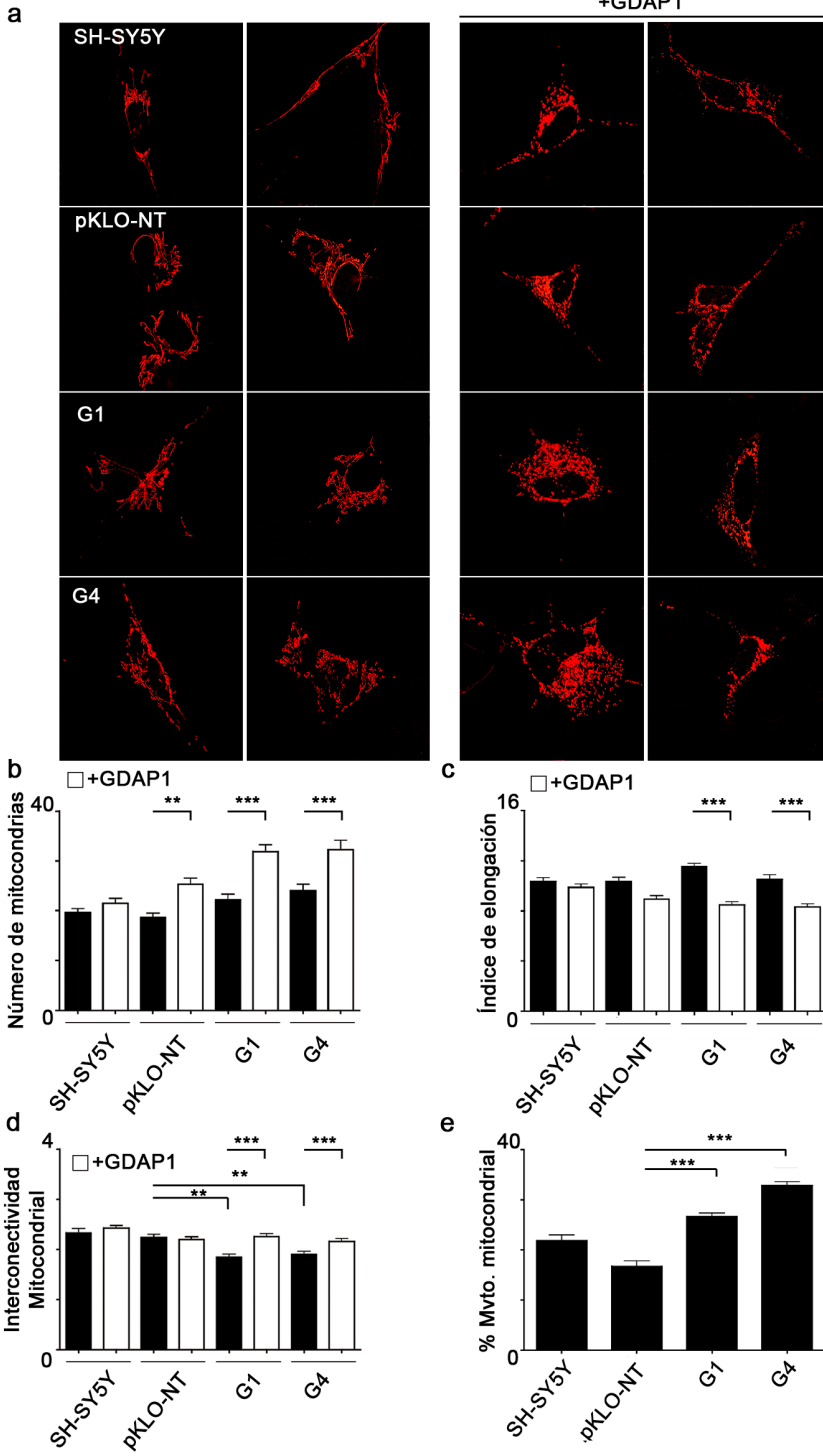 a
+GDAP1
SH-SY5Y
pKLO-NT
G1
G4
b
+GDAP1
40
** *** ***
Número de mitocondrias
0
SH-SY5Y pKLO-NT G1 G4
c
+GDAP1
16
*** ***
Índice de elongación
0
SH-SY5Y pKLO-NT G1 G4
d
4
+GDAP1
*** ***
**
**
Interconectividad
Mitocondrial
0
SH-SY5Y pKLO-NT G1 G4
e
40
***
***
% Mvto. mitocondrial
0
SH-SY5Y .pKLO-NT G1 G4